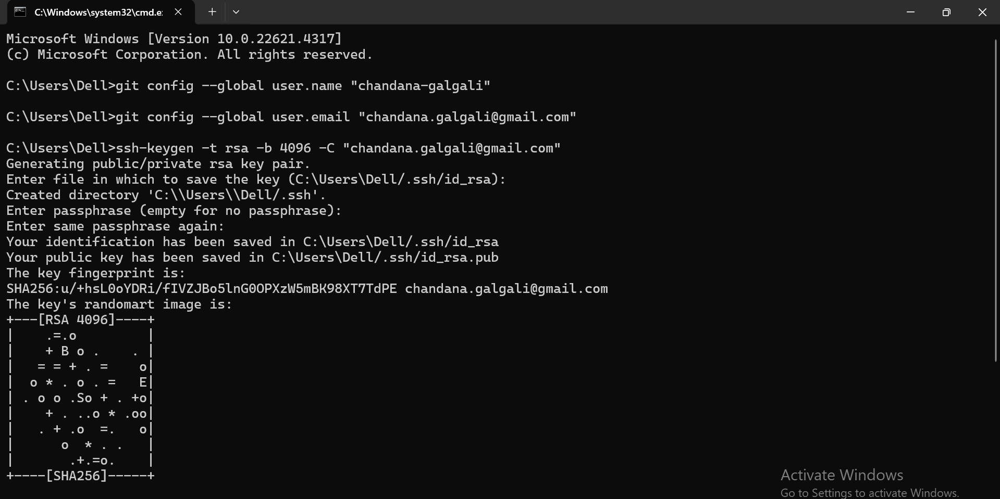 C:\Windows\system32\cmd.e
Microsoft Windows [Version 10.0.22621.4317]
(c) Microsoft Corporation. All rights reserved.
C:\Users\Dell>git config --global user.name "chandana-galgali"
C:\Users\Dell>git config --global user.email "chandana.galgali@gmail.com"
C:\Users\Dell>ssh-keygen -t rsa -b 4096 -C "chandana.galgali@gmail.com"
Generating public/private rsa key pair.
Enter file in which to save the key (C:\Users\Dell/.ssh/id_rsa):
Created directory 'C:\\Users\\Dell/.ssh'.
Enter passphrase (empty for no passphrase):
Enter same passphrase again:
Your identification has been saved in C:\Users\Dell/.ssh/id_rsa
Your public key has been saved in C:\Users\Dell/.ssh/id_rsa.pub
The key fingerprint is:
SHA256:u/+hsL0oYDRi/fIVZJBo5lnG0OPXzW5mBK98XT7TdPE chandana.galgali@gmail.com
The key's randomart image is:
+---[RSA 4096]----+
|    .=.o         |
|    + B o .    . |
|   = = + . =    o|
|  o * . o . =   E|
| . o o .So + . +o|
|    + . ..o * .oo|
|   . + .o  =.   o|
|      o  * . .   |
|       .+.=o.    |
+----[SHA256]-----+
Activate Windows
Go to Settings to activate Windows.